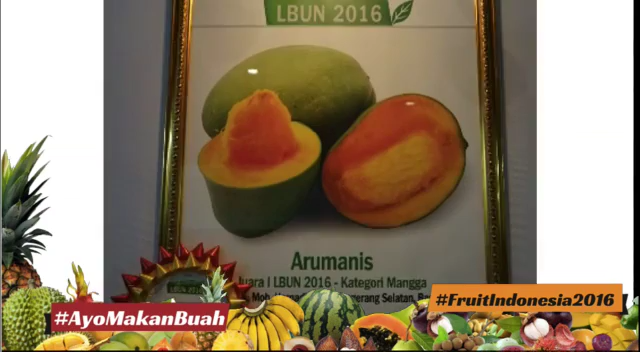 LBUN 2016
Arumanis
Juara I LBUN 2016 - Kategori Mangga
#FruitIndonesia2016
#AyoMakanBuah